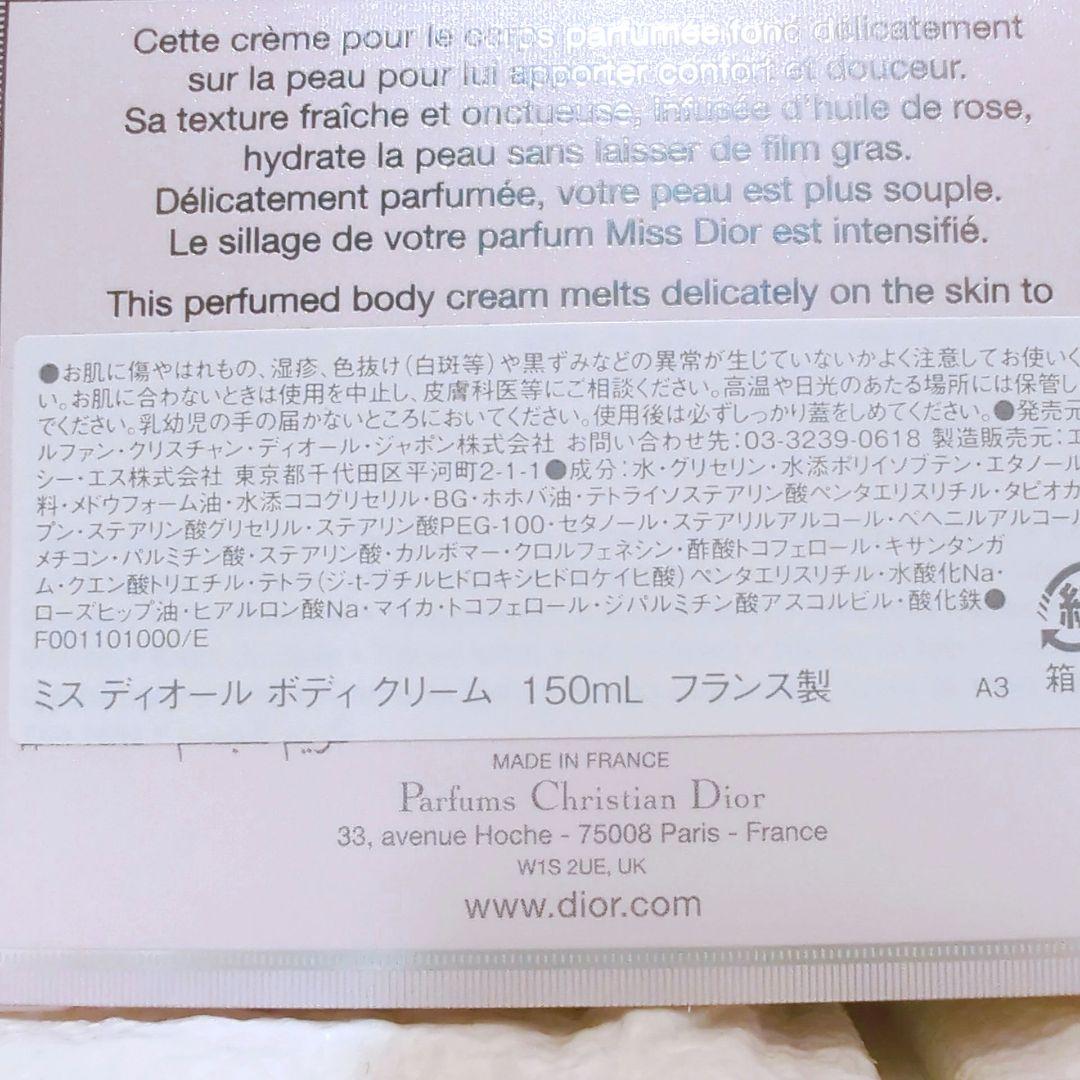 Cette crème pour le corps parfumée fond délicatement
sur la peau pour lui apporter confort et douceur.
Sa texture fraîche et onctueuse, infusée d'huile de rose,
hydrate la peau sans laisser de film gras.
Délicatement parfumée, votre peau est plus souple.
Le sillage de votre parfum Miss Dior est intensifié.
This perfumed body cream melts delicately on the skin to
●お肌に傷やはれもの、湿疹、色抜け(白斑等)や黒ずみなどの異常が生じていないかよく注意してお使いく
い。お肌に合わないときは使用を中止し、皮膚科医等にご相談ください。高温や日光のあたる場所には保管し
でください。乳幼児の手の届かないところにおいてください。使用後は必ずしっかり蓋をしめてください。●発売元
ルファン・クリスチャン・ディオール・ジャポン株式会社 お問い合わせ先:03-3239-0618 製造販売元:エ
シー・エス株式会社 東京都千代田区平河町2-1-1●成分:水・グリセリン・水添ポリイソブテン・エタノール
料・メドウフォーム油・水添ココグリセリル・BG・ホホバ油・テトライソステアリン酸ペンタエリスリチル・タピオカ
プン・ステアリン酸グリセリル・ステアリン酸PEG-100・セタノール・ステアリルアルコール・ベヘニルアルコール
メチコン・パルミチン酸・ステアリン酸・カルボマー・クロルフェネシン・酢酸トコフェロール・キサンタンガ
ム・クエン酸トリエチル・テトラ(ジ-t-ブチルヒドロキシヒドロケイヒ酸)ペンタエリスリチル・水酸化Na・
ローズヒップ油・ヒアルロン酸Na・マイカ・トコフェロール・ジパルミチン酸アスコルビル・酸化鉄●
F001101000/E
ミス ディオール ボディ クリーム 150mL フランス製 A3 箱
MADE IN FRANCE
Parfums Christian Dior
33, avenue Hoche - 75008 Paris - France
W1S 2UE, UK
www.dior.com